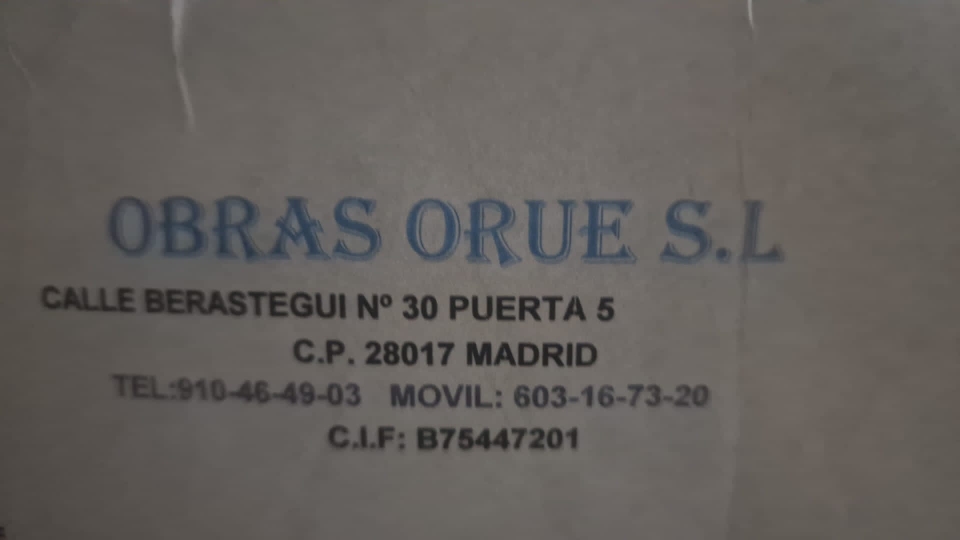 OBRAS ORUE S.L
CALLE BERASTEGUI Nº 30 PUERTA 5
C.P. 28017 MADRID
TEL:910-46-49-03 MOVIL: 603-16-73-20
C.I.F: B75447201